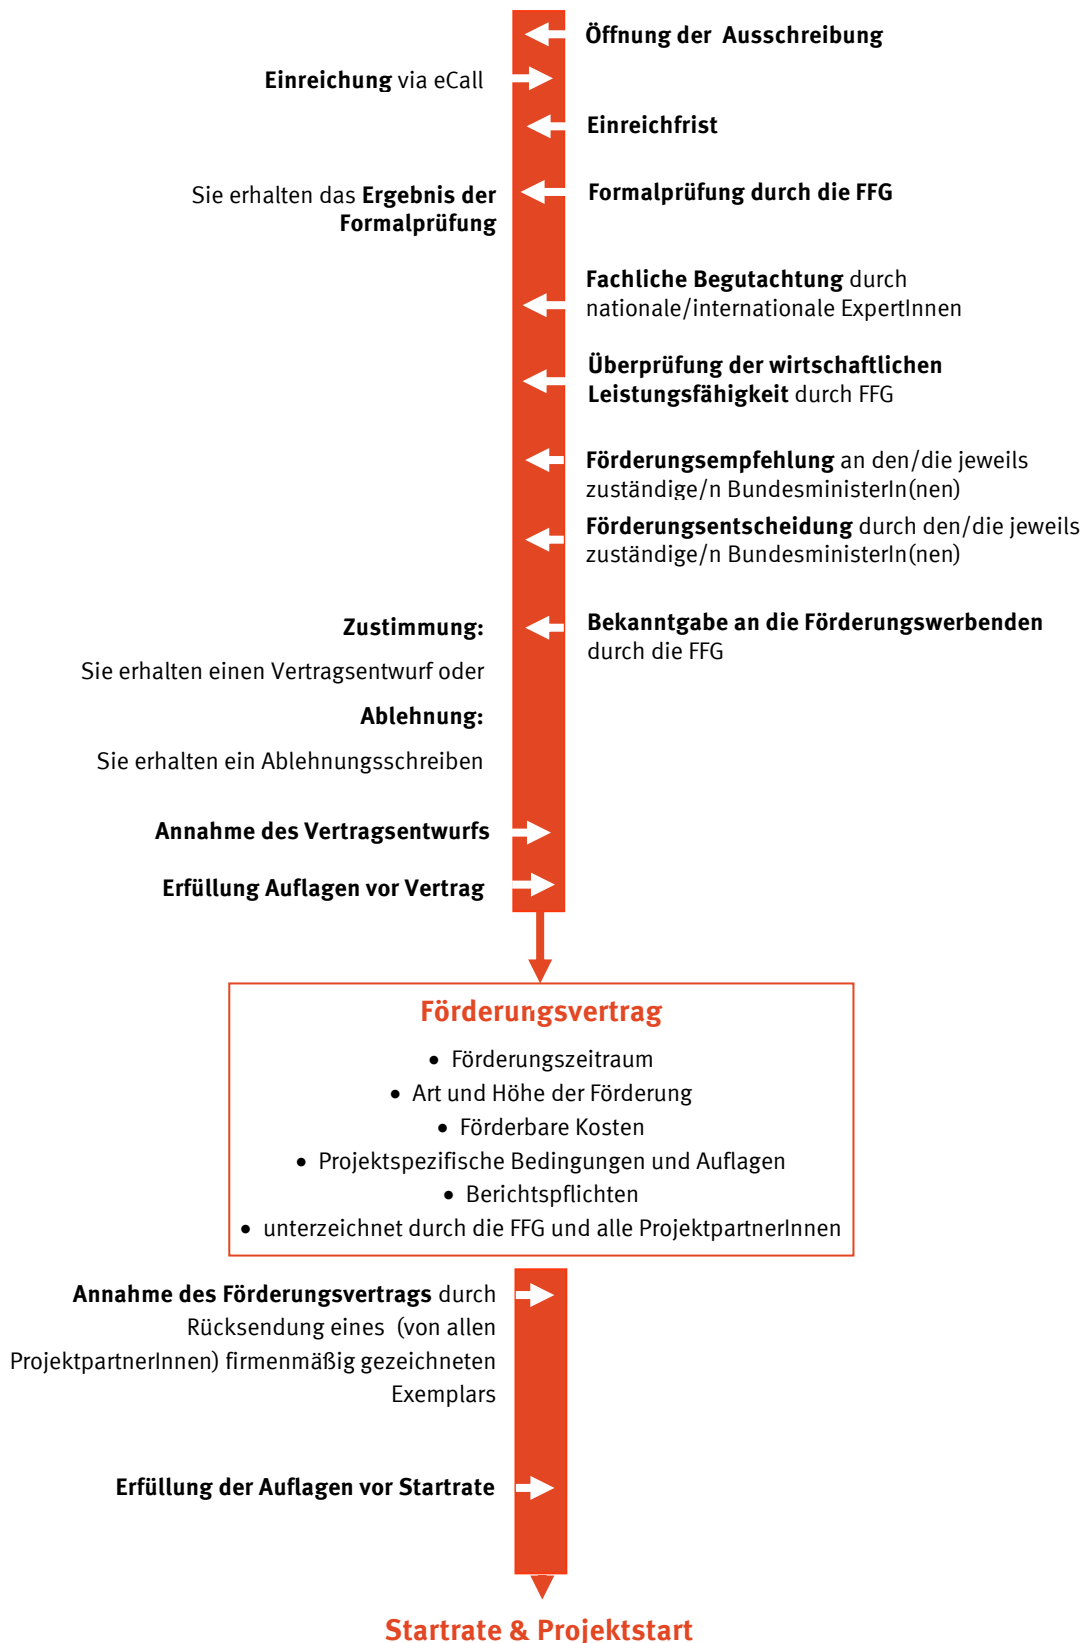 Öffnung der Ausschreibung
Einreichung via eCall
Einreichfrist
Sie erhalten das Ergebnis der
Formalprüfung
Formalprüfung durch die FFG
Fachliche Begutachtung durch
nationale/internationale ExpertInnen
Überprüfung der wirtschaftlichen
Leistungsfähigkeit durch FFG
Förderungsempfehlung an den/die jeweils
zuständige/n BundesministerIn(nen)
Förderungsentscheidung durch den/die jeweils
zuständige/n BundesministerIn(nen)
Bekanntgabe an die Förderungswerbenden
durch die FFG
Zustimmung:
Sie erhalten einen Vertragsentwurf oder
Ablehnung:
Sie erhalten ein Ablehnungsschreiben
Annahme des Vertragsentwurfs
Erfüllung Auflagen vor Vertrag
Förderungsvertrag
• Förderungszeitraum
• Art und Höhe der Förderung
• Förderbare Kosten
• Projektspezifische Bedingungen und Auflagen
• Berichtspflichten
• unterzeichnet durch die FFG und alle ProjektpartnerInnen
Annahme des Förderungsvertrags durch
Rücksendung eines (von allen
ProjektpartnerInnen) firmenmäßig gezeichneten
Exemplars
Erfüllung der Auflagen vor Startrate
Startrate & Projektstart